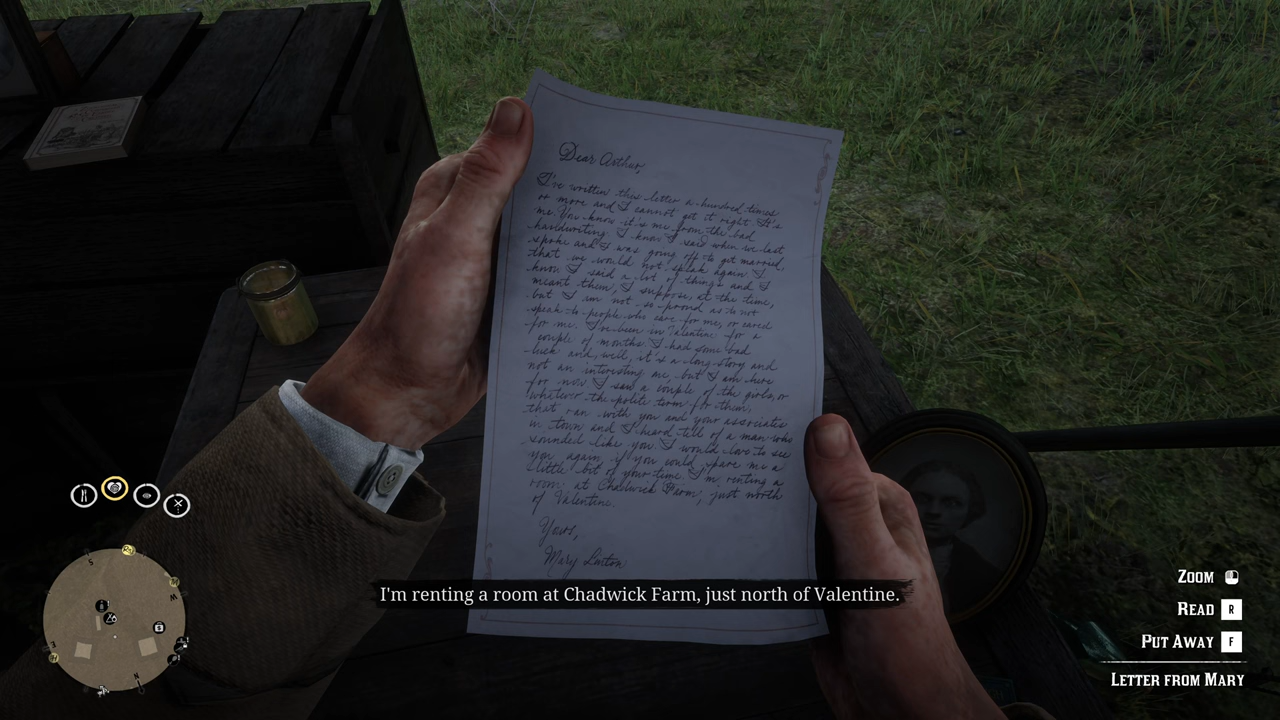 Dear Arthur,
I've written this letter a hundred times
or more and I cannot get it right. It's
me. You know it's me from the bad
handwriting. I know I said when we last
spoke and I was going off to get married,
that we would not speak again. I
know I said a lot of things and I
meant them, I suppose, at the time,
but I am not so proud as to not
speak to people who care for me, or cared
for me. I've been in Valentine for a
couple of months. I had some bad
luck and, well, it's a long story and
not an interesting one, but I am here
for now. I saw a couple of the girls, or
whatever the polite term for them,
that ran with you and your associates
in town and I heard tell of a man who
sounded like you. I would love to see
you again, if you could spare me a
little bit of your time. I'm renting a
room at Chadwick Farm, just north
of Valentine.
Yours,
Mary Linton
I'm renting a room at Chadwick Farm, just north of Valentine.
ZOOM
READ R
PUT AWAY F
LETTER FROM MARY